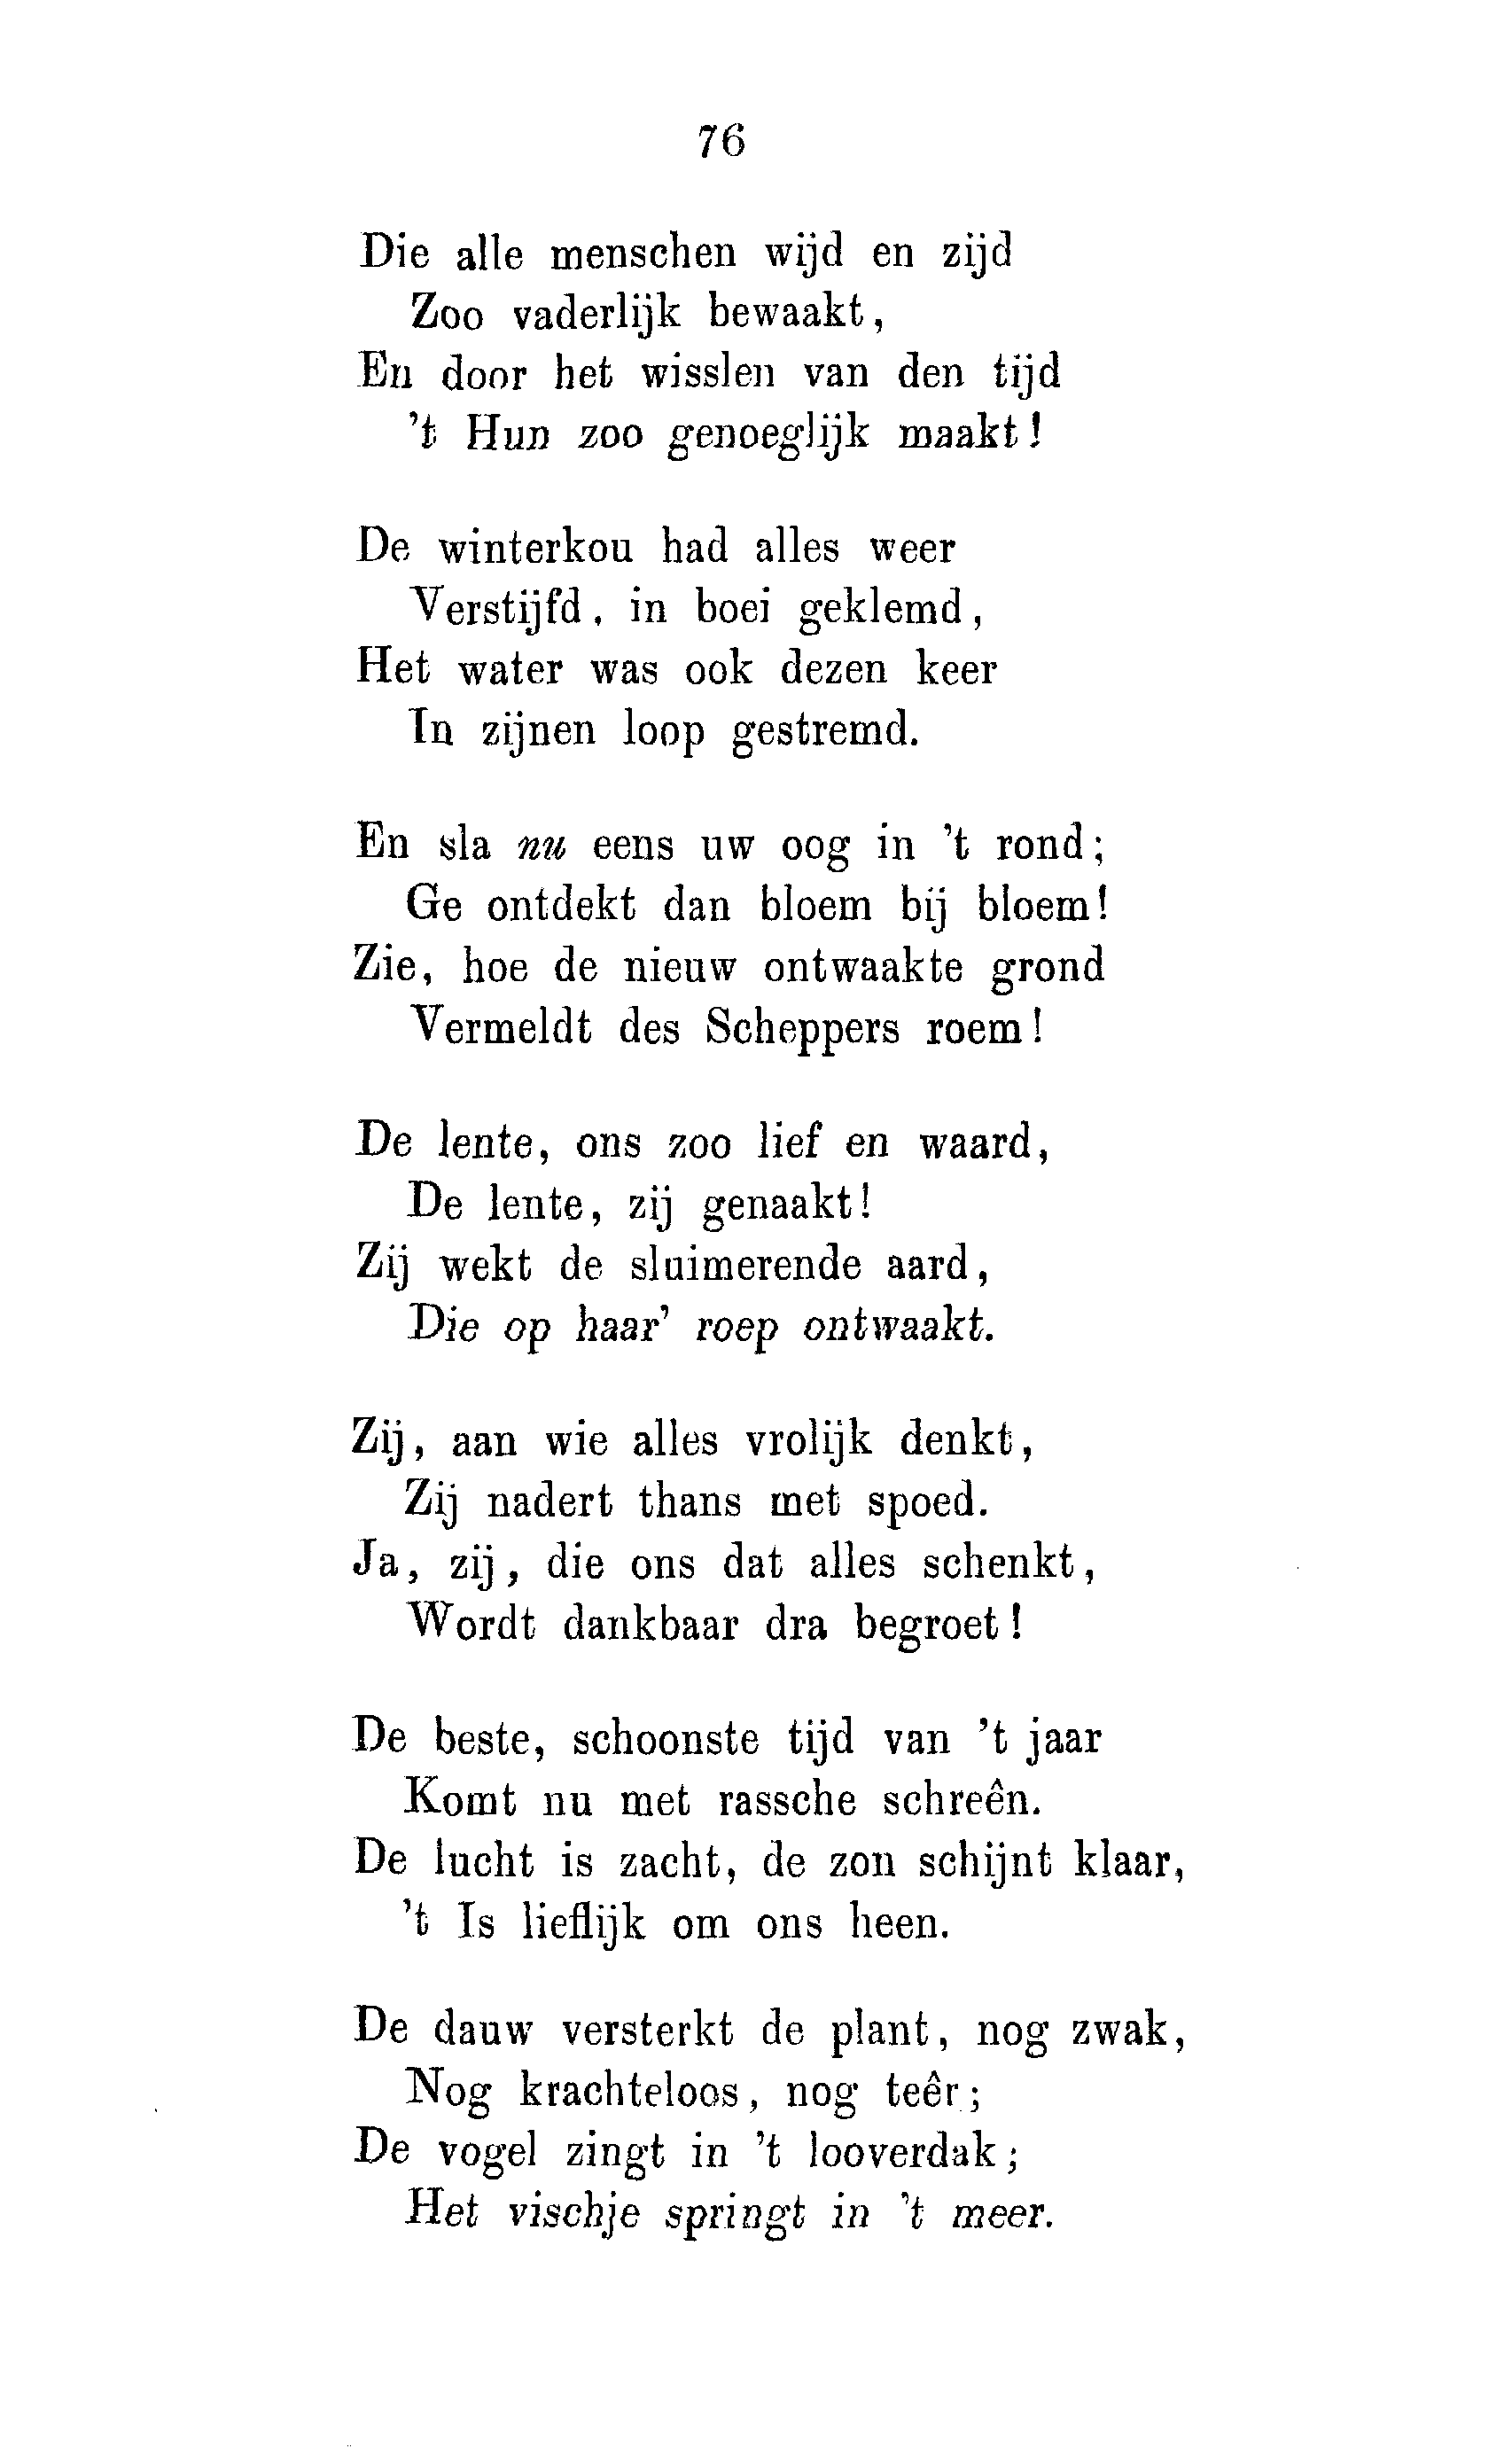 76
Die alle menschen wijd en zijd
Zoo vaderlijk bewaakt,
En door het wisslen van den tijd
't Hun zoo genoeglijk maakt!
De winterkou had alles weer
Verstijfd, in boei geklemd,
Het water was ook dezen keer
In zijnen loop gestremd.
En sla nu eens uw oog in 't rond;
Ge ontdekt dan bloem bij bloem!
Zie, hoe de nieuw ontwaakte grond
Vermeldt des Scheppers roem!
De lente, ons zoo lief en waard,
De lente, zij genaakt!
Zij wekt de sluimerende aard,
Die op haar' roep ontwaakt.
Zij, aan wie alles vrolijk denkt,
Zij nadert thans met spoed.
Ja, zij, die ons dat alles schenkt,
Wordt dankbaar dra begroet!
De beste, schoonste tijd van 't jaar
Komt nu met rassche schreên.
De lucht is zacht, de zon schijnt klaar,
't Is lieflijk om ons heen.
De dauw versterkt de plant, nog zwak,
Nog krachteloos, nog teêr;
De vogel zingt in 't looverdak;
Het vischje springt in 't meer.